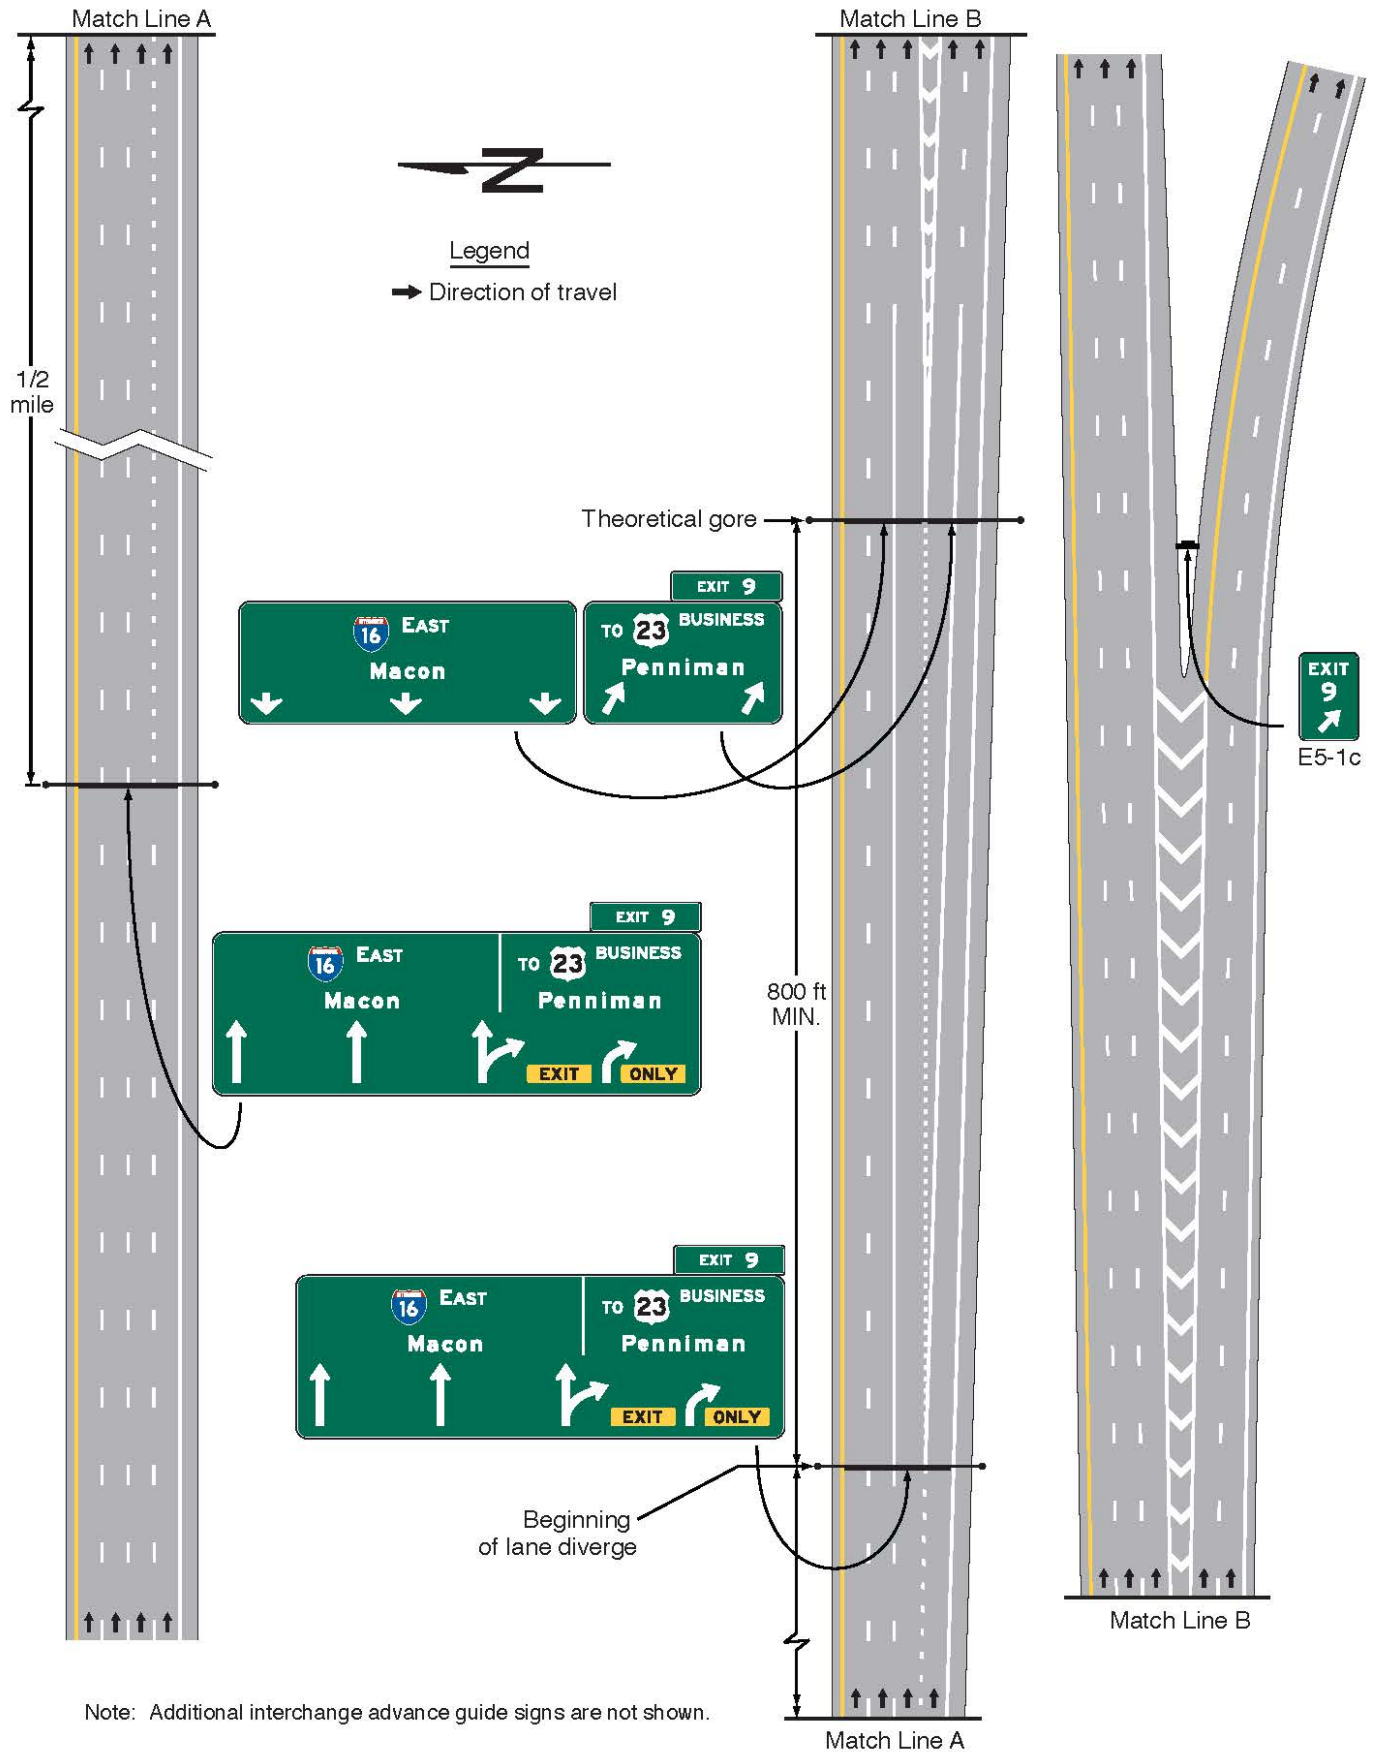 Match Line A
Match Line B
N
Legend
Direction of travel
1/2
mile
Theoretical gore
EXIT 9
16 EAST
Macon
TO 23 BUSINESS
Penniman
EXIT
9
E5-1c
EXIT 9
16 EAST
Macon
TO 23 BUSINESS
Penniman
EXIT ONLY
800 ft
MIN.
EXIT 9
16 EAST
Macon
TO 23 BUSINESS
Penniman
EXIT ONLY
Beginning
of lane diverge
Match Line B
Note: Additional interchange advance guide signs are not shown.
Match Line A